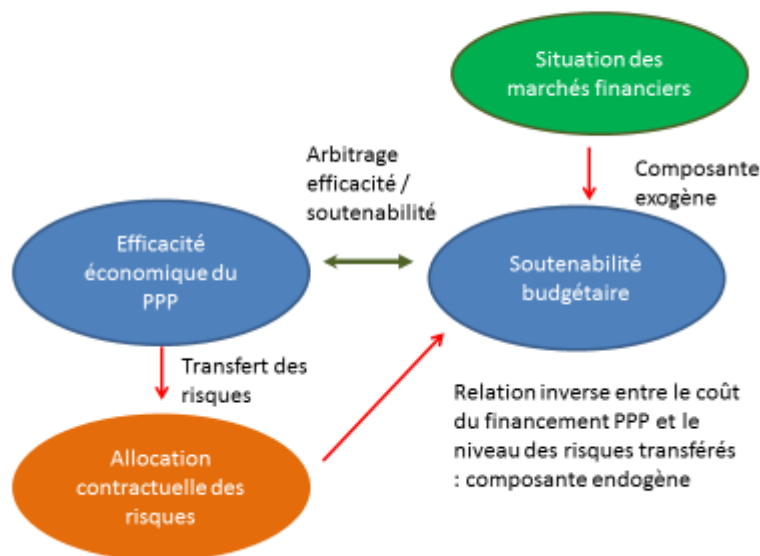 Situation des
marchés financiers
Arbitrage
efficacité /
soutenabilité
Composante
exogène
Efficacité
économique du
PPP
Soutenabilité
budgétaire
Transfert des
risques
Relation inverse entre le coût
du financement PPP et le
niveau des risques transférés
: composante endogène
Allocation
contractuelle des
risques